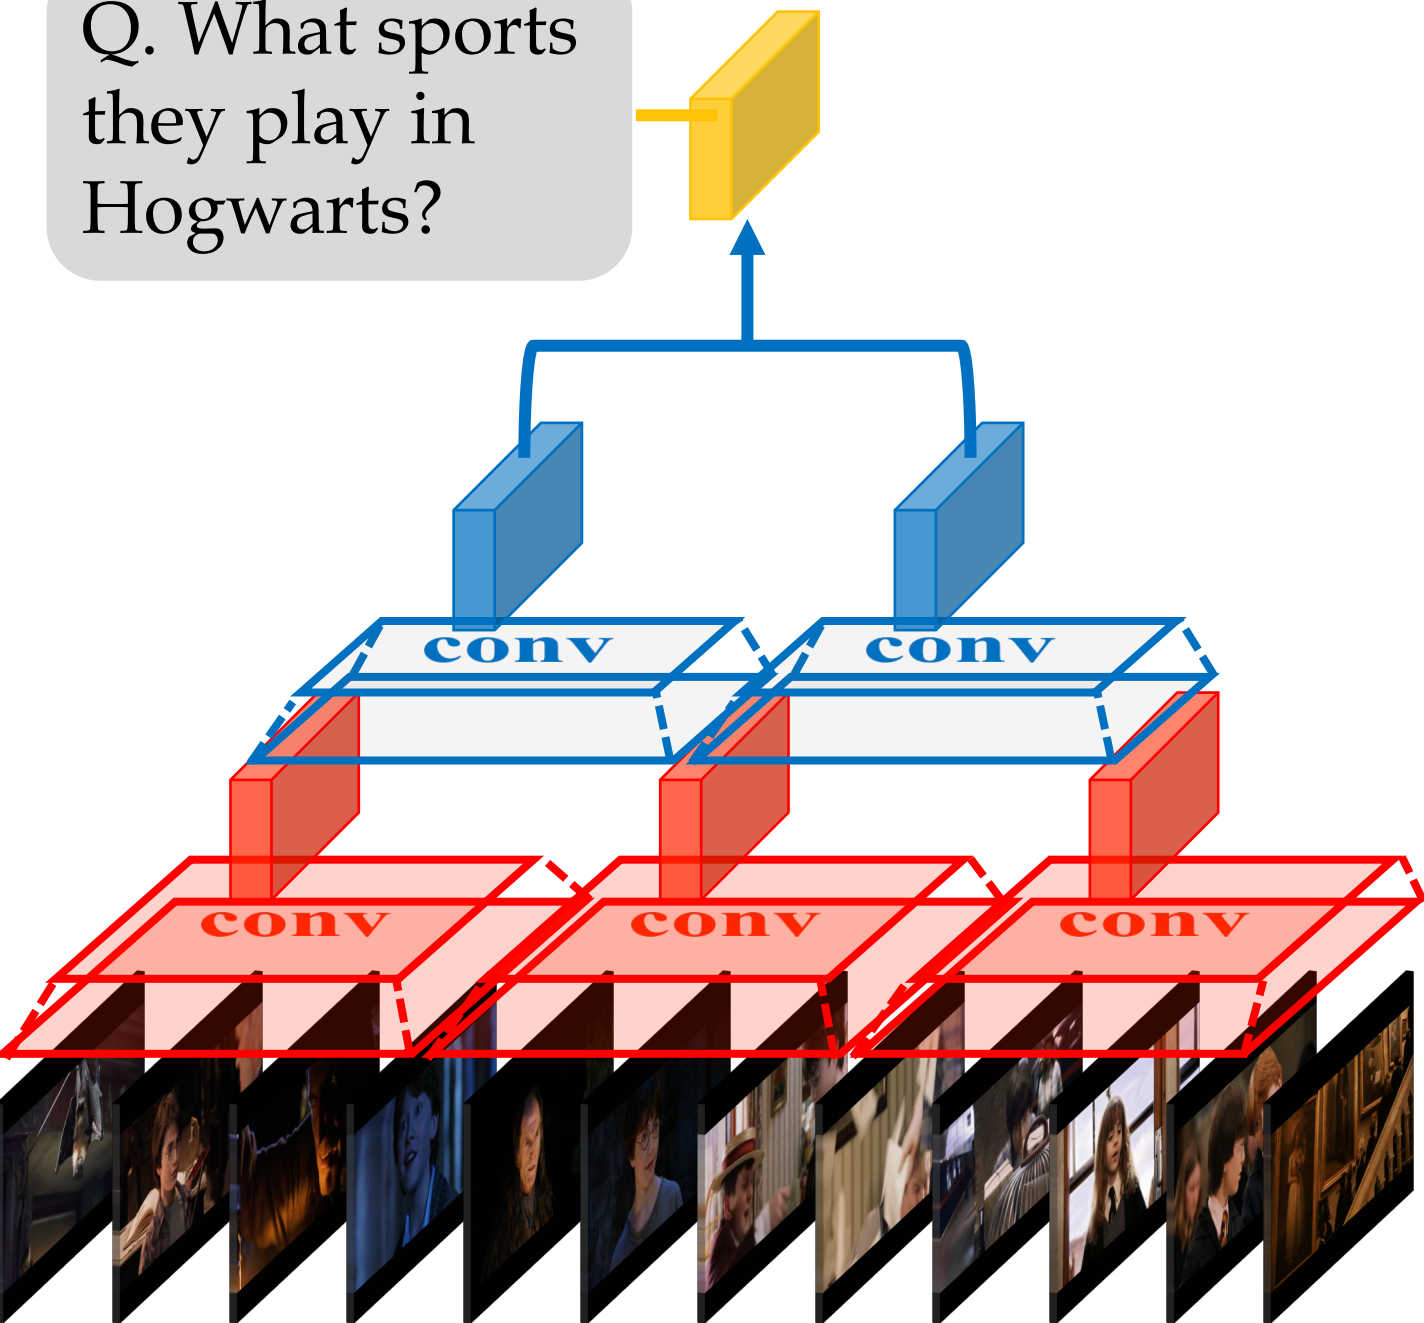 Q. What sports
they play in
Hogwarts?
conv conv
conv conv conv